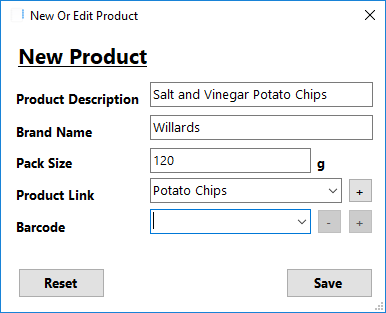 New Or Edit Product
New Product
Product Description Salt and Vinegar Potato Chips
Brand Name Willards
Pack Size 120 g
Product Link Potato Chips +
Barcode - +
Reset Save